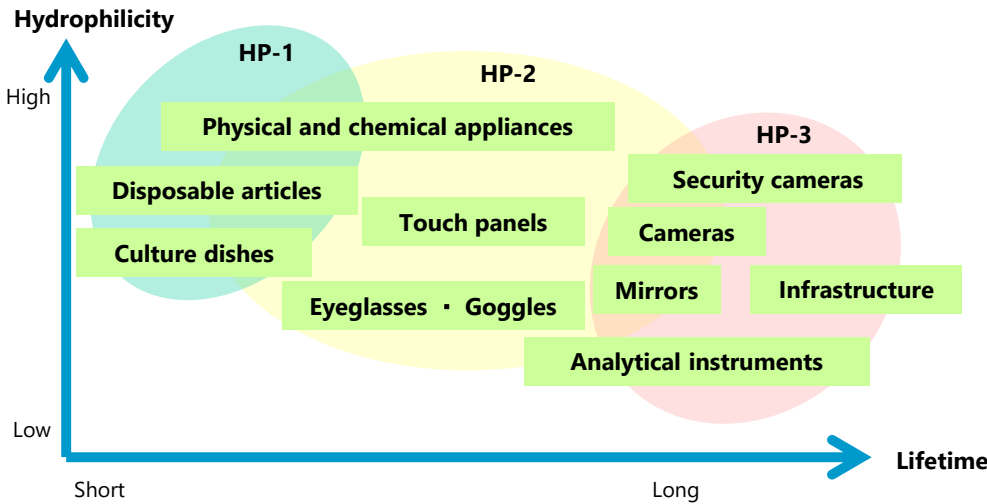 Hydrophilicity
HP-1
HP-2
High
Physical and chemical appliances
HP-3
Disposable articles
Security cameras
Touch panels
Cameras
Culture dishes
Eyeglasses ・ Goggles
Mirrors
Infrastructure
Analytical instruments
Low
Lifetime
Short
Long